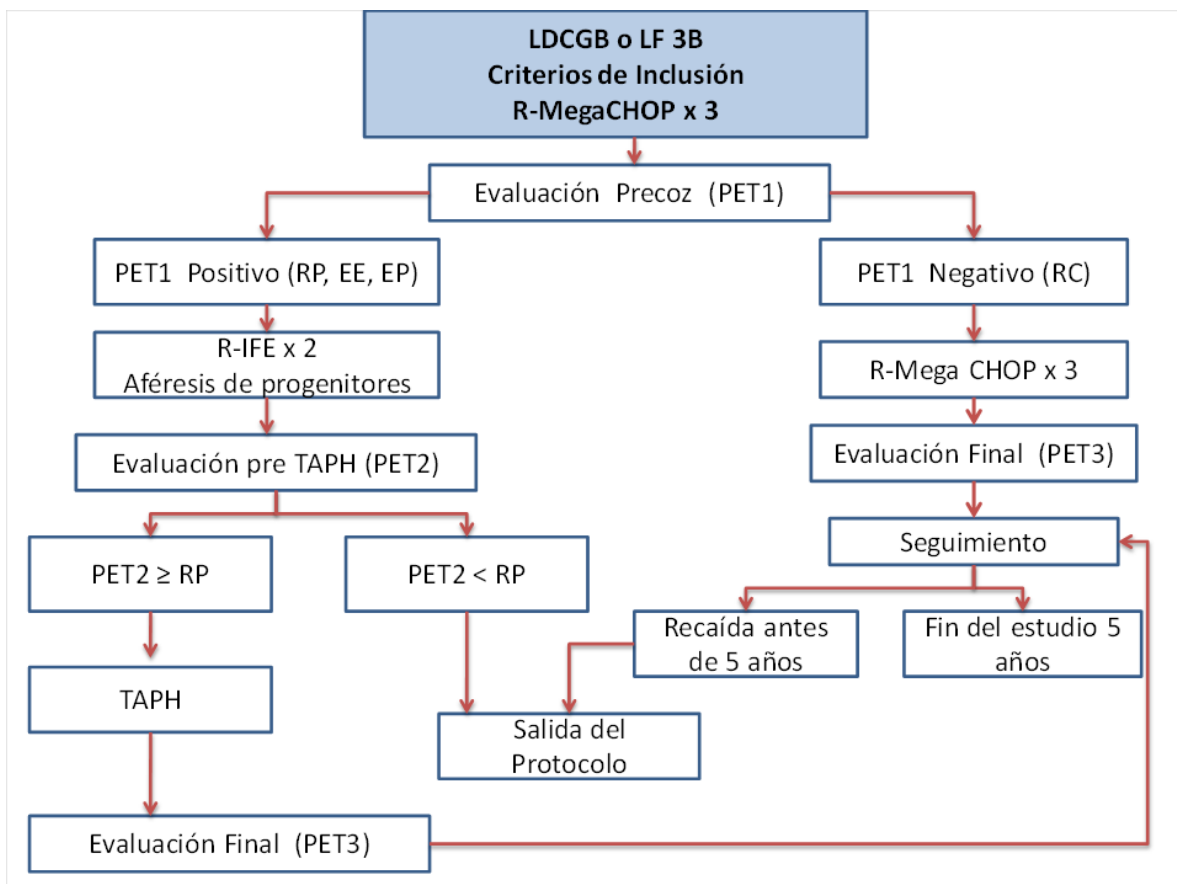 LDCGB o LF 3B
Criterios de Inclusión
R-MegaCHOP x 3
Evaluación Precoz (PET1)
PET1 Positivo (RP, EE, EP)
PET1 Negativo (RC)
R-IFE x 2
Aféresis de progenitores
R-Mega CHOP x 3
Evaluación pre TAPH (PET2)
Evaluación Final (PET3)
PET2 ≥ RP
PET2 < RP
Seguimiento
Recaída antes
de 5 años
Fin del estudio 5
años
TAPH
Salida del
Protocolo
Evaluación Final (PET3)